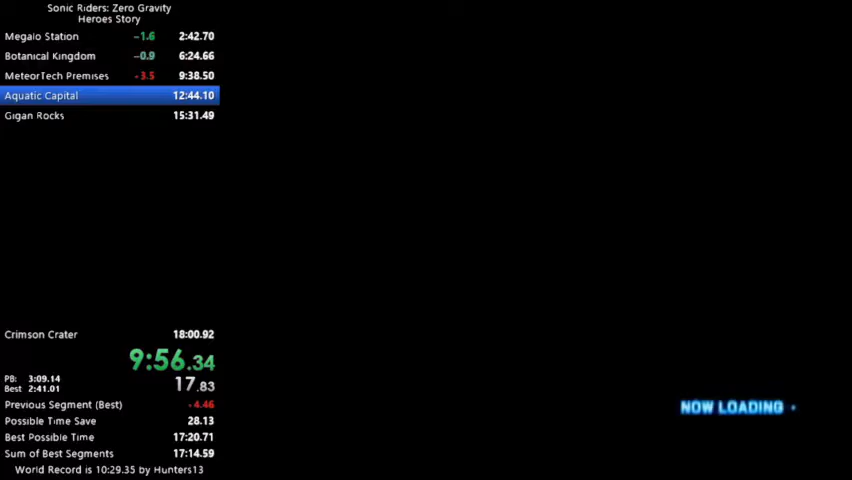 Sonic Riders: Zero Gravity
Heroes Story
Megalo Station −1.6 2:42.70
Botanical Kingdom −0.9 6:24.66
MeteorTech Premises +3.5 9:38.50
Aquatic Capital 12:44.10
Gigan Rocks 15:31.49
Crimson Crater 18:00.92
9:56.34
PB: 3:09.14
Best 2:41.01
17.83
Previous Segment (Best) +4.46
Possible Time Save 28.13
Best Possible Time 17:20.71
Sum of Best Segments 17:14.59
World Record is 10:29.35 by Hunters13
NOW LOADING